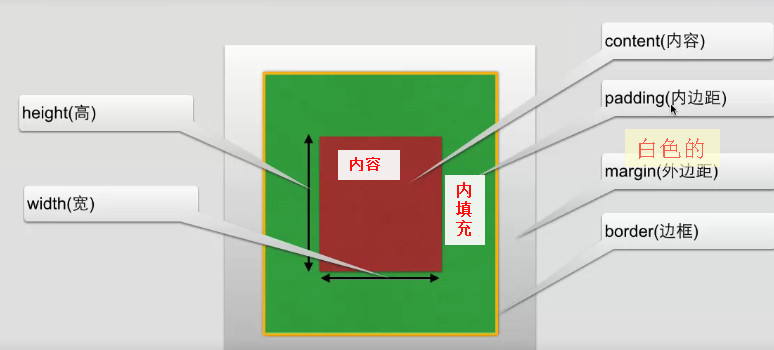 content(内容)
padding(内边距)
height(高)
白色的
内容
margin(外边距)
内
填
充
width(宽)
border(边框)